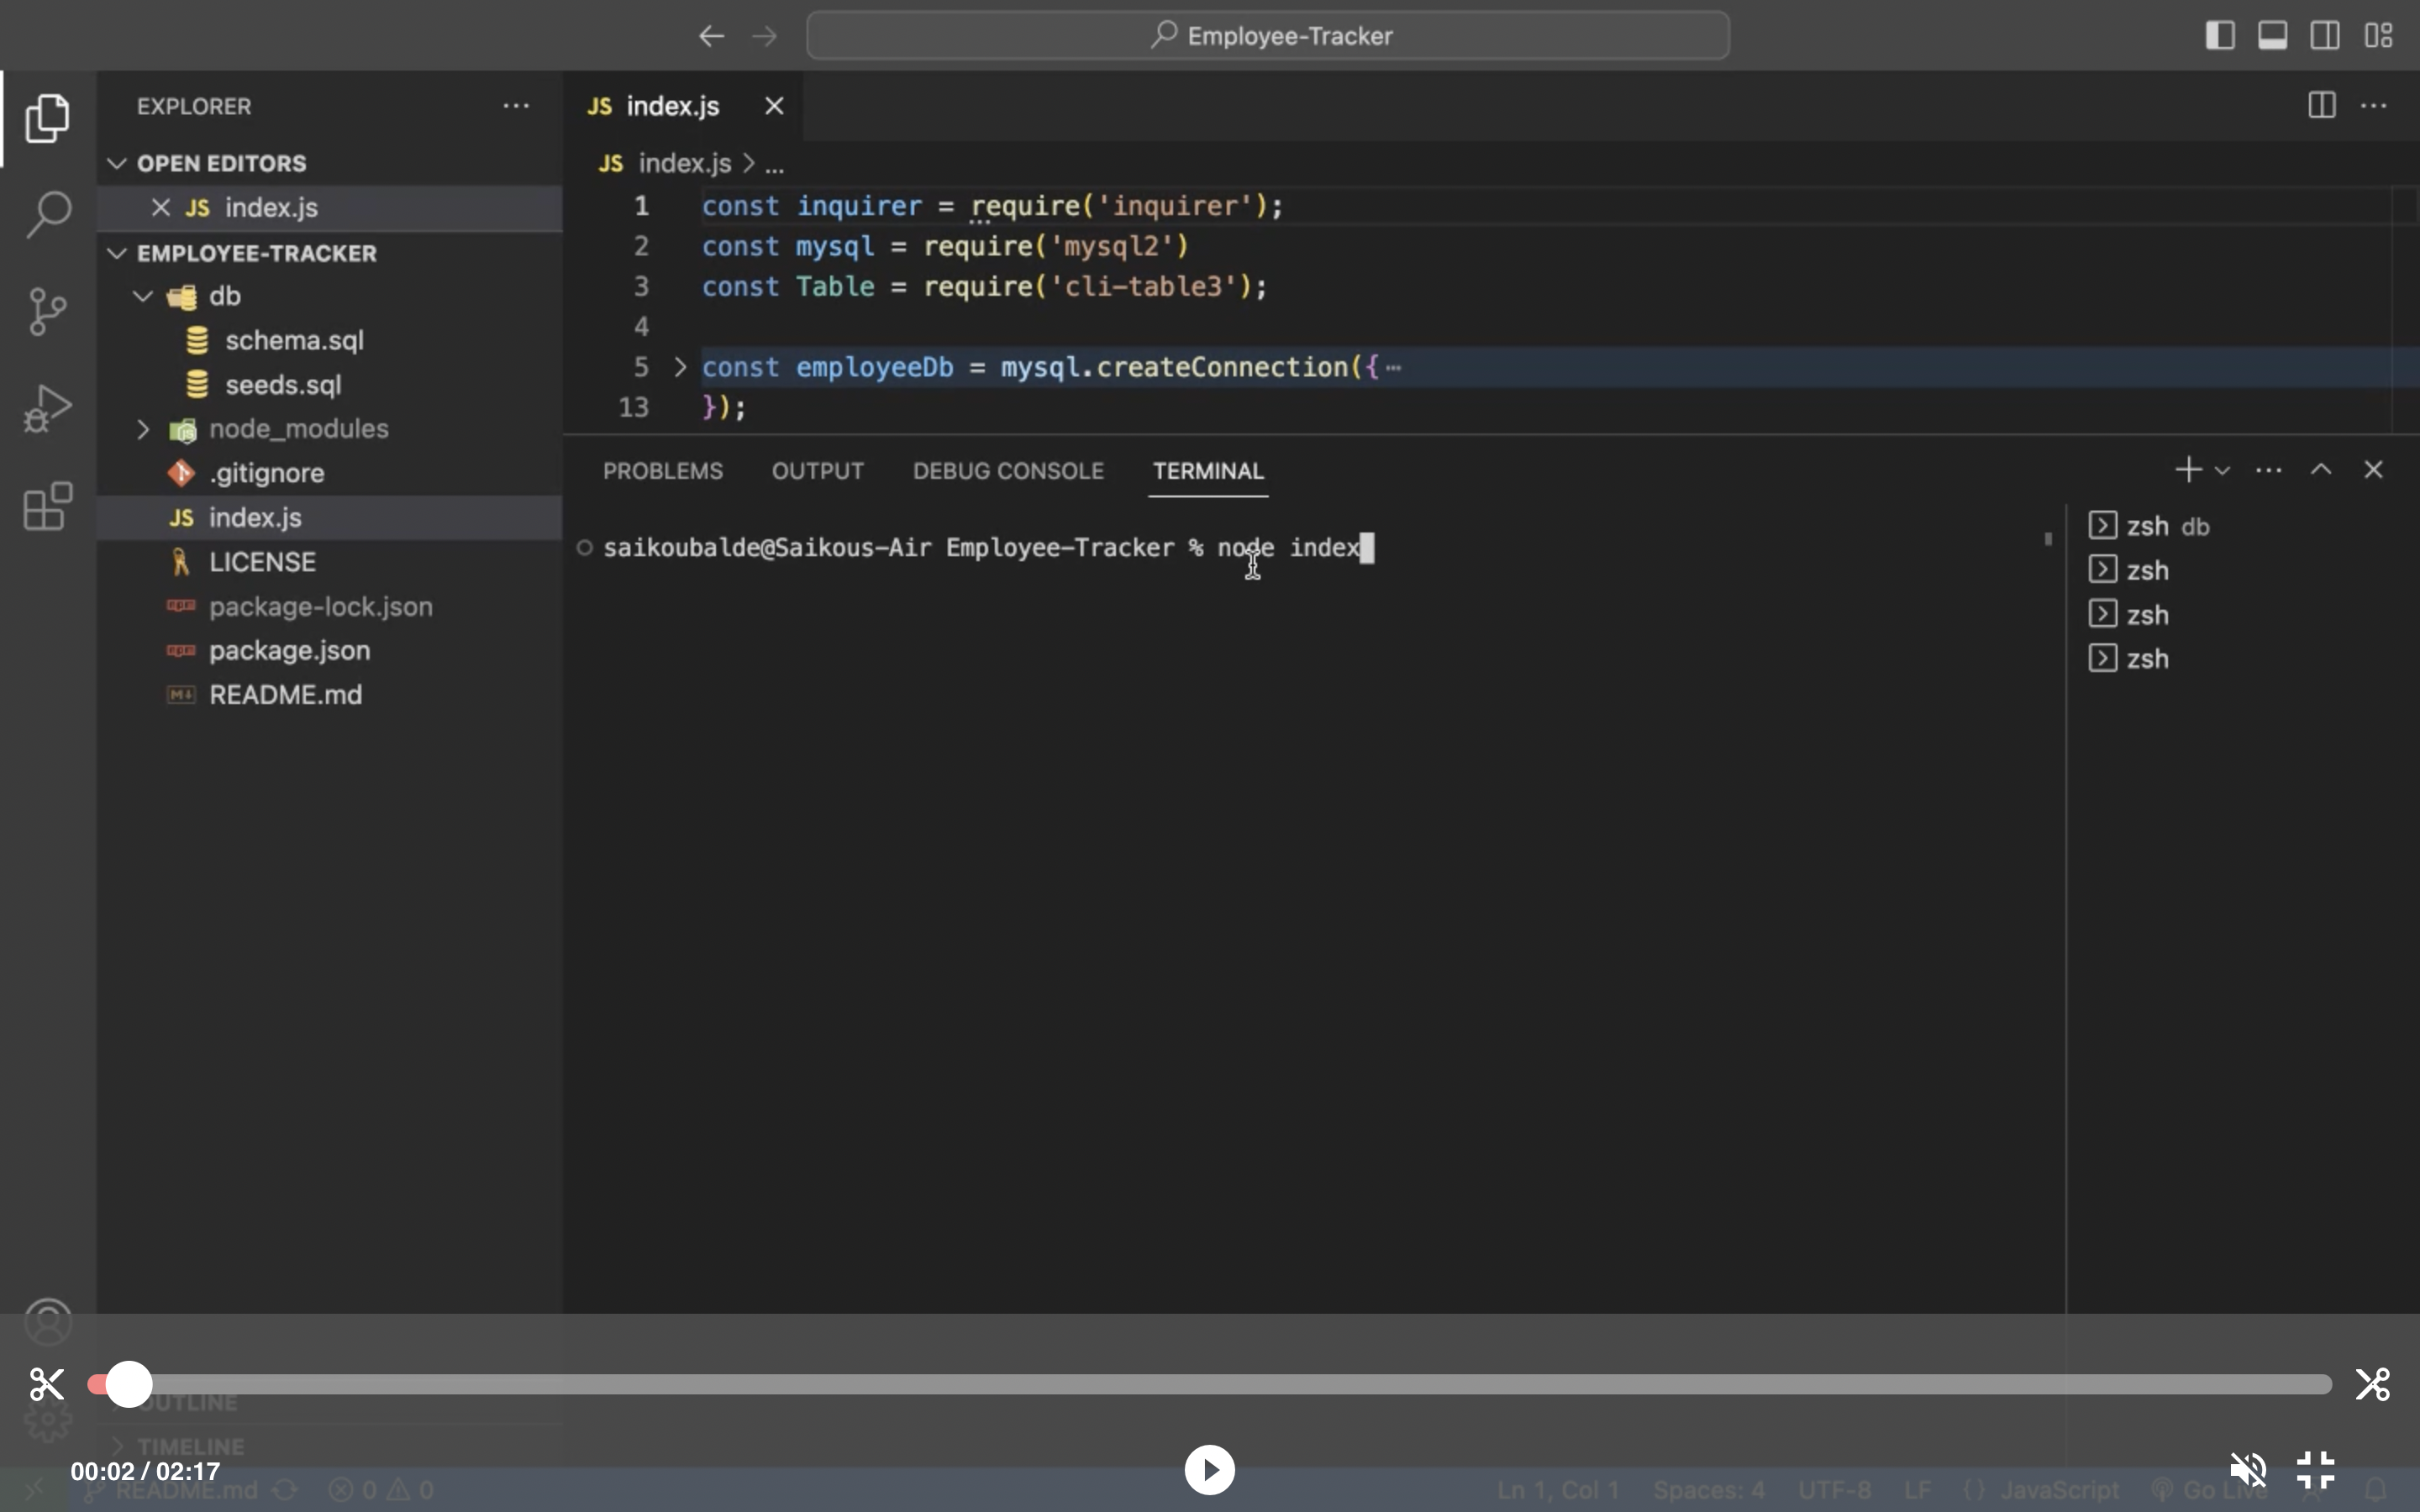 Employee-Tracker
EXPLORER
OPEN EDITORS
JS index.js
EMPLOYEE-TRACKER
db
schema.sql
seeds.sql
node_modules
.gitignore
JS index.js
LICENSE
package-lock.json
package.json
README.md
OUTLINE
TIMELINE
JS index.js
JS index.js > ...
1 const inquirer = require('inquirer');
2 const mysql = require('mysql2')
3 const Table = require('cli-table3');
4
5 const employeeDb = mysql.createConnection({ ⋯
13 });
PROBLEMS OUTPUT DEBUG CONSOLE TERMINAL
saikoubalde@Saikous-Air Employee-Tracker % node index
zsh db
zsh
zsh
zsh
00:02 / 02:17
README.md 0 0 Ln 1, Col 1 Spaces: 4 UTF-8 LF {} JavaScript Go Live